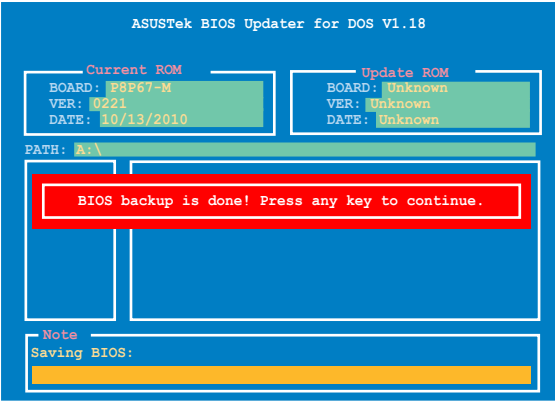 ASUSTek BIOS Updater for DOS V1.18
Current ROM
BOARD: P8P67-M
VER: 0221
DATE: 10/13/2010
Update ROM
BOARD: Unknown
VER: Unknown
DATE: Unknown
PATH: A:\
BIOS backup is done! Press any key to continue.
Note
Saving BIOS: